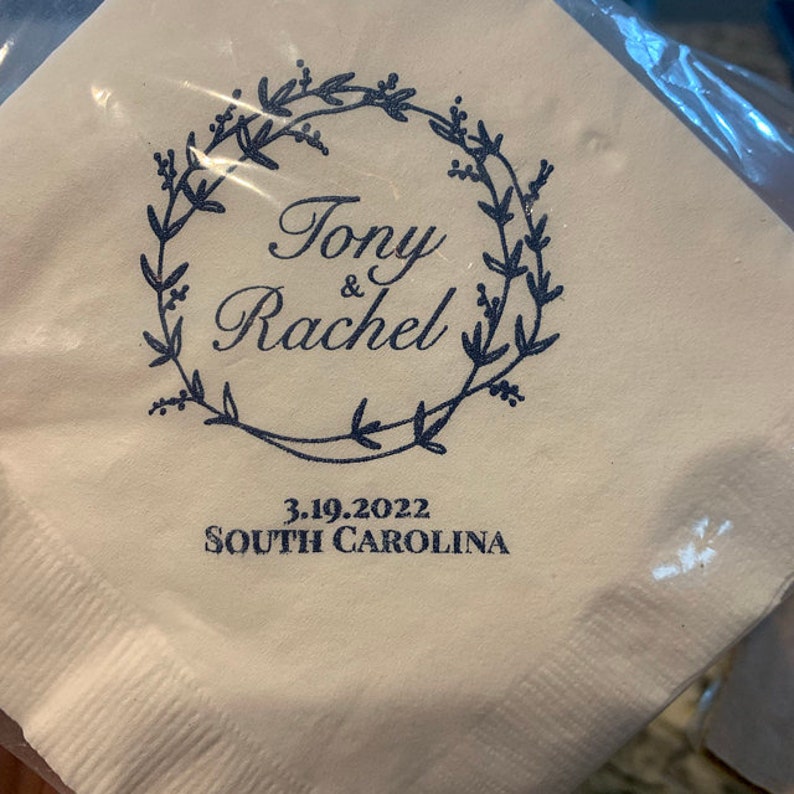 Tony
&
Rachel
3.19.2022
SOUTH CAROLINA